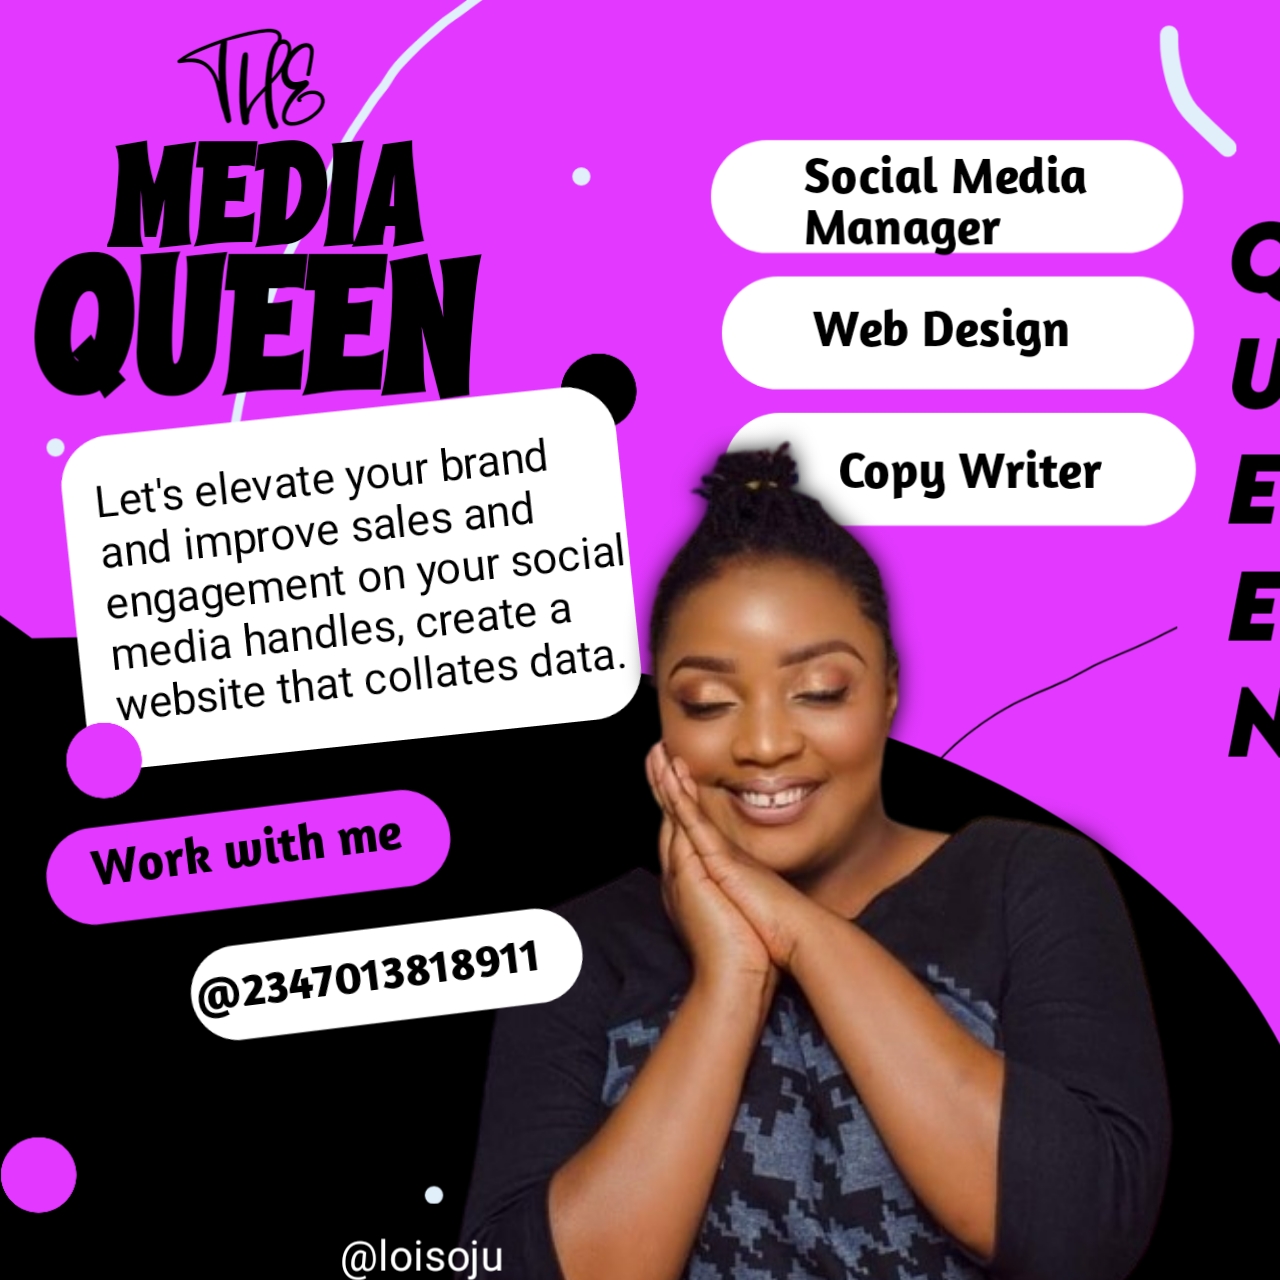 THE
MEDIA
QUEEN
Social Media
Manager
Web Design
Copy Writer
Let's elevate your brand
and improve sales and
engagement on your social
media handles, create a
website that collates data.
Work with me
@2347013818911
@loisoju
Q
U
E
E
N